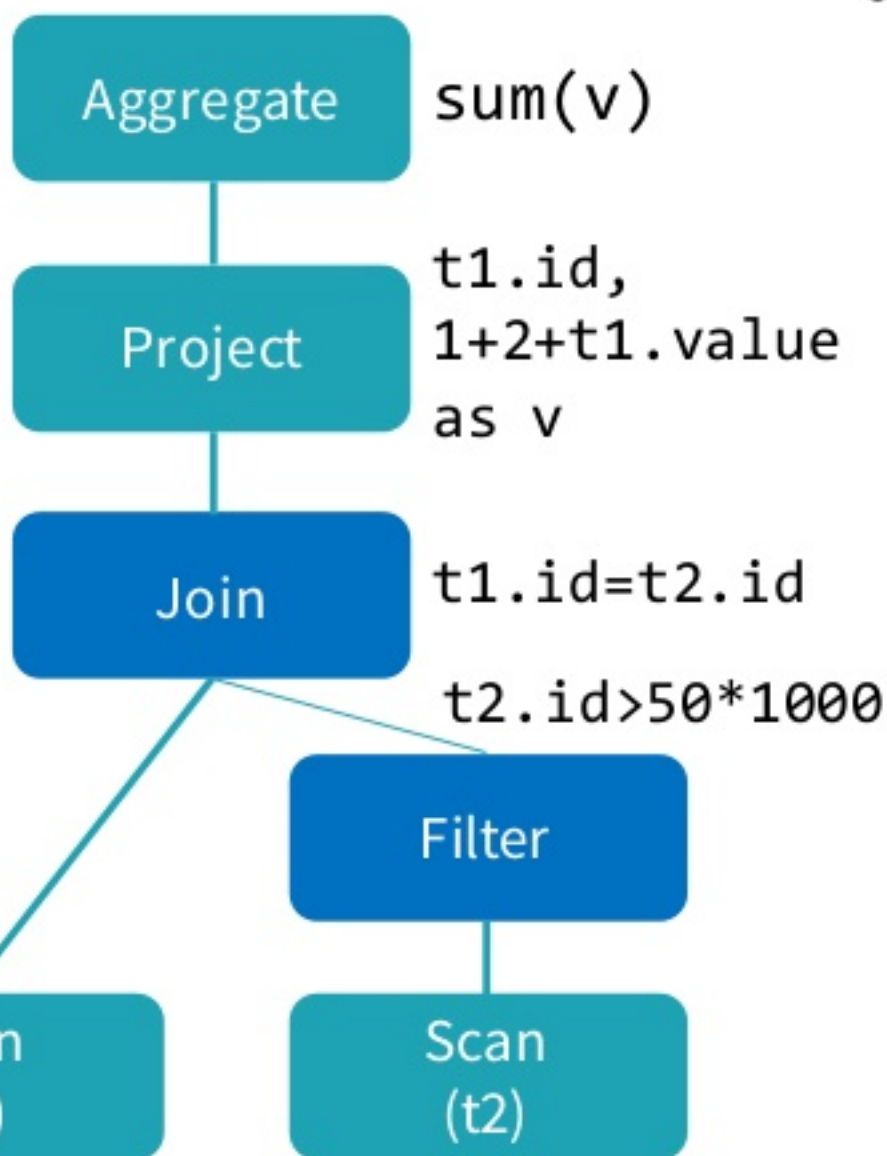 Aggregate
sum(v)
Project
t1.id,
1+2+t1.value
as v
Join
t1.id=t2.id
t2.id>50*1000
Filter
n
)
Scan
(t2)